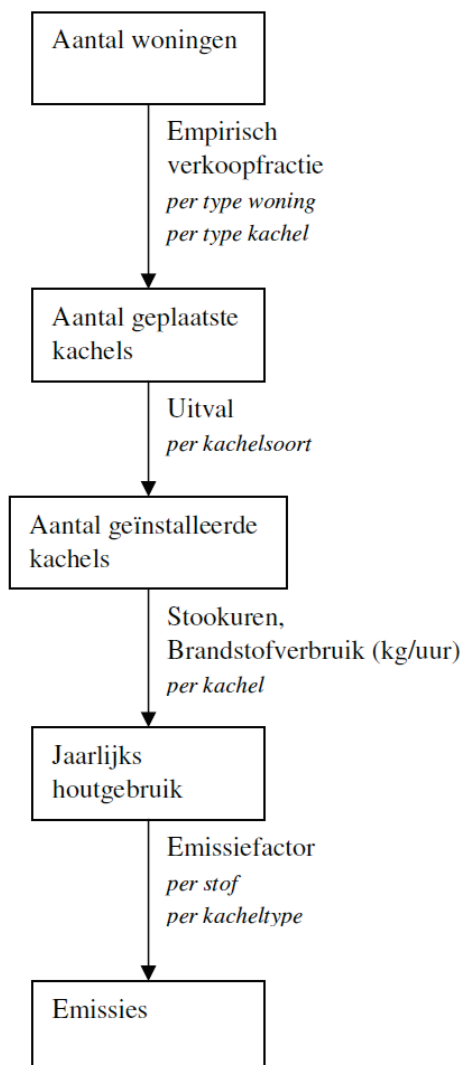 Aantal woningen
Empirisch
verkoopfractie
per type woning
per type kachel
Aantal geplaatste
kachels
Uitval
per kachelsoort
Aantal geïnstalleerde
kachels
Stookuren,
Brandstofverbruik (kg/uur)
per kachel
Jaarlijks
houtgebruik
Emissiefactor
per stof
per kacheltype
Emissies